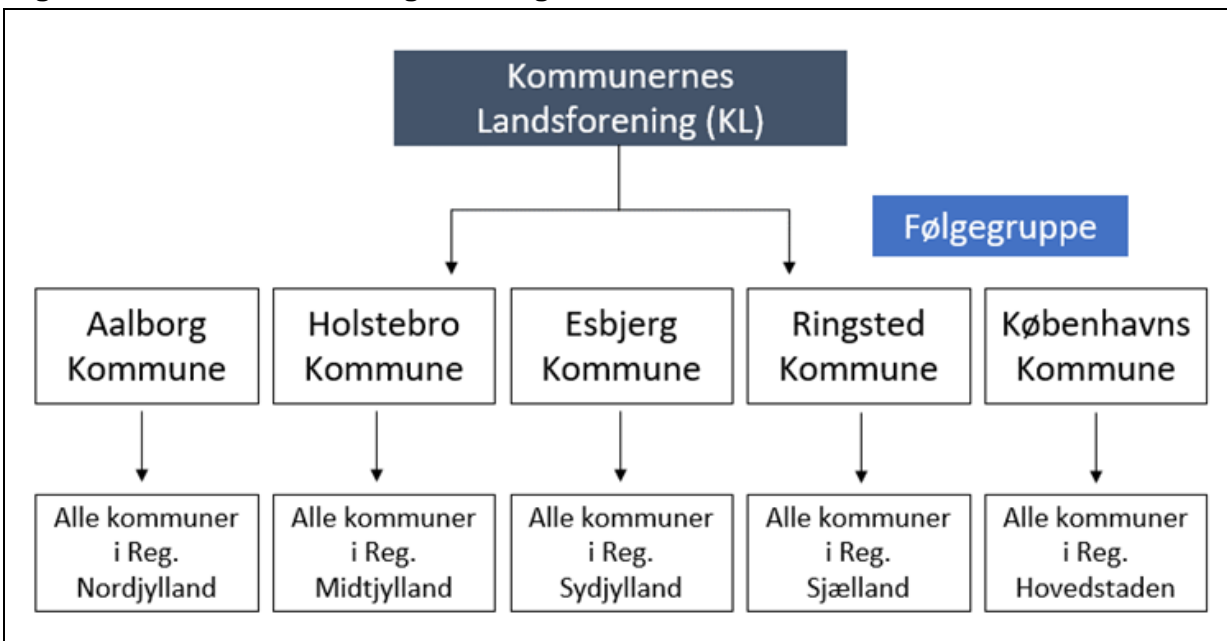 Kommunernes
Landsforening (KL)
Følgegruppe
Aalborg
Kommune
Holstebro
Kommune
Esbjerg
Kommune
Ringsted
Kommune
Københavns
Kommune
Alle kommuner
i Reg.
Nordjylland
Alle kommuner
i Reg.
Midtjylland
Alle kommuner
i Reg.
Sydjylland
Alle kommuner
i Reg.
Sjælland
Alle kommuner
i Reg.
Hovedstaden